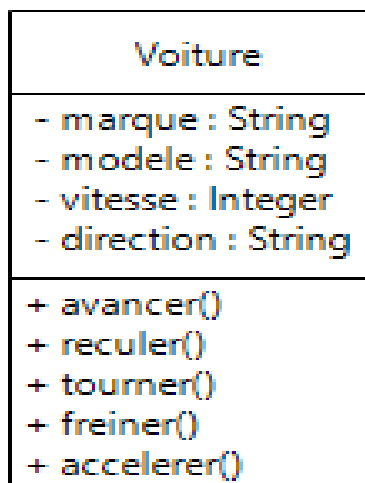 Voiture
- marque : String
- modele : String
- vitesse : Integer
- direction : String
+ avancer()
+ reculer()
+ tourner()
+ freiner()
+ accelerer()